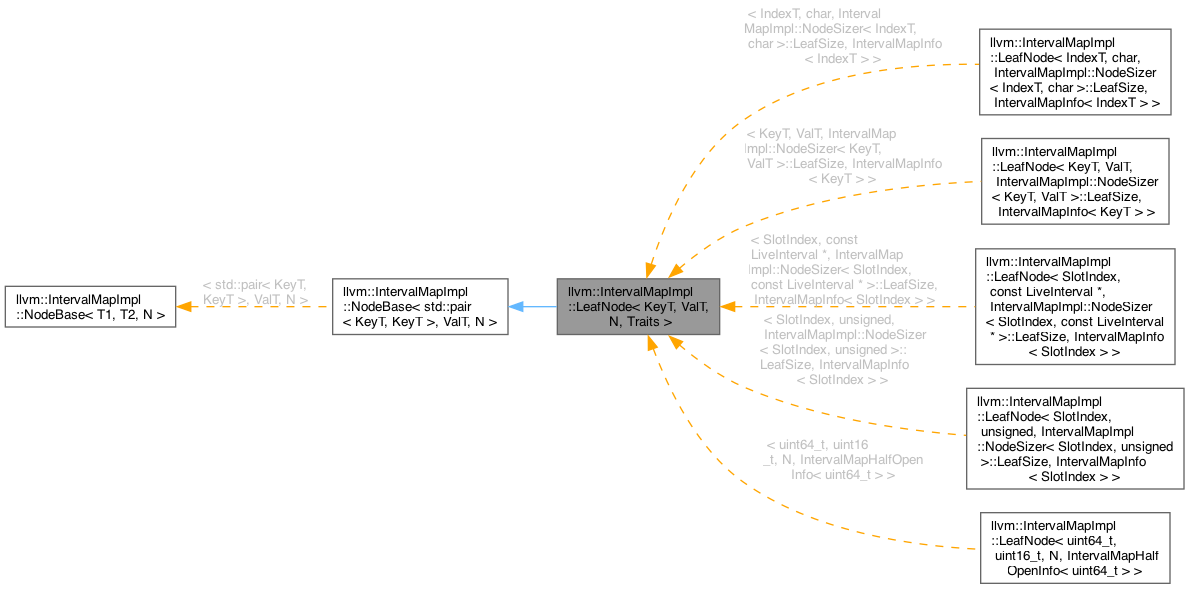 llvm::IntervalMapImpl
::NodeBase< T1, T2, N >
< std::pair< KeyT,
KeyT >, ValT, N >
llvm::IntervalMapImpl
::NodeBase< std::pair
< KeyT, KeyT >, ValT, N >
llvm::IntervalMapImpl
::LeafNode< KeyT, ValT,
N, Traits >
< IndexT, char, Interval
MapImpl::NodeSizer< IndexT,
char >::LeafSize, IntervalMapInfo
< IndexT > >
llvm::IntervalMapImpl
::LeafNode< IndexT, char,
IntervalMapImpl::NodeSizer
< IndexT, char >::LeafSize,
IntervalMapInfo< IndexT > >
< KeyT, ValT, IntervalMap
Impl::NodeSizer< KeyT,
ValT >::LeafSize, IntervalMapInfo
< KeyT > >
llvm::IntervalMapImpl
::LeafNode< KeyT, ValT,
IntervalMapImpl::NodeSizer
< KeyT, ValT >::LeafSize,
IntervalMapInfo< KeyT > >
< SlotIndex, const
LiveInterval *, IntervalMap
Impl::NodeSizer< SlotIndex,
const LiveInterval * >::LeafSize,
IntervalMapInfo< SlotIndex > >
llvm::IntervalMapImpl
::LeafNode< SlotIndex,
const LiveInterval *,
IntervalMapImpl::NodeSizer
< SlotIndex, const LiveInterval
* >::LeafSize, IntervalMapInfo
< SlotIndex > >
< SlotIndex, unsigned,
IntervalMapImpl::NodeSizer
< SlotIndex, unsigned >::
LeafSize, IntervalMapInfo
< SlotIndex > >
llvm::IntervalMapImpl
::LeafNode< SlotIndex,
unsigned, IntervalMapImpl
::NodeSizer< SlotIndex, unsigned
>::LeafSize, IntervalMapInfo
< SlotIndex > >
< uint64_t, uint16
_t, N, IntervalMapHalfOpen
Info< uint64_t > >
llvm::IntervalMapImpl
::LeafNode< uint64_t,
uint16_t, N, IntervalMapHalf
OpenInfo< uint64_t > >